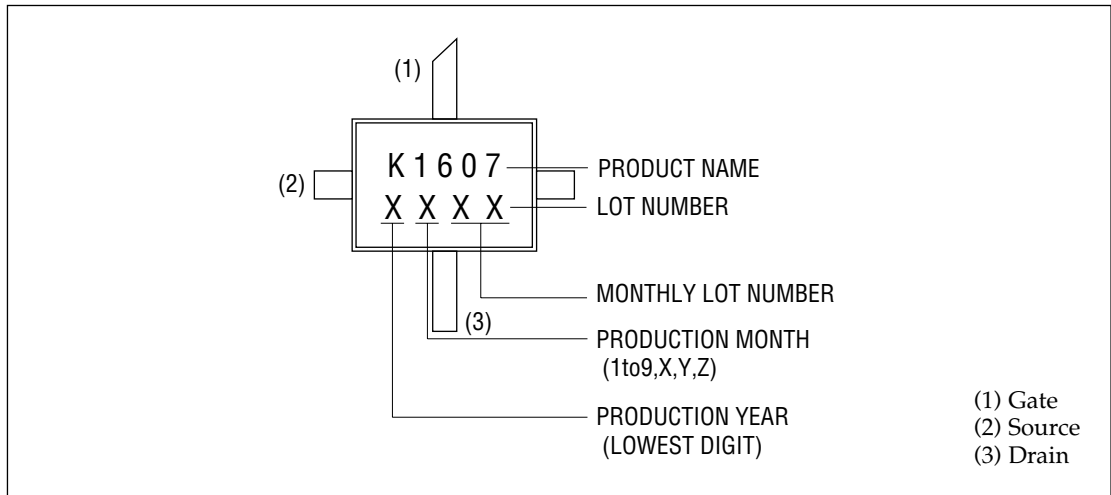 (1)
K1607
PRODUCT NAME
(2)
XXXX
LOT NUMBER
MONTHLY LOT NUMBER
(3)
PRODUCTION MONTH
(1to9,X,Y,Z)
PRODUCTION YEAR
(LOWEST DIGIT)
(1) Gate
(2) Source
(3) Drain